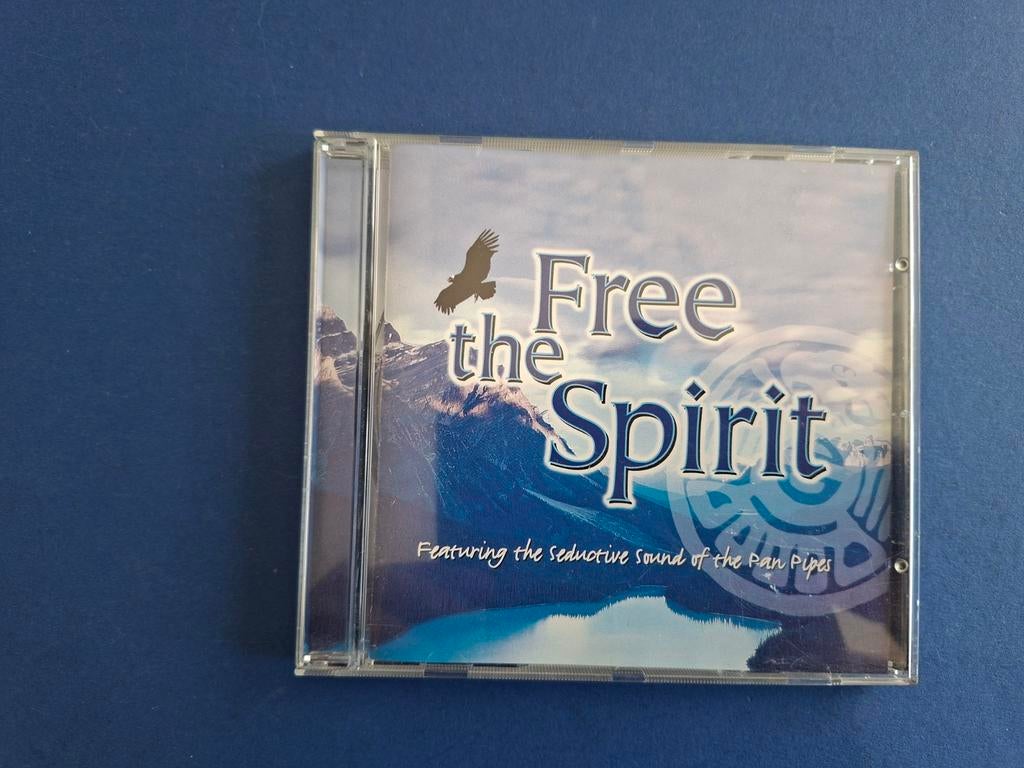 Free
the
Spirit
Featuring the Seductive Sound of the Pan Pipes